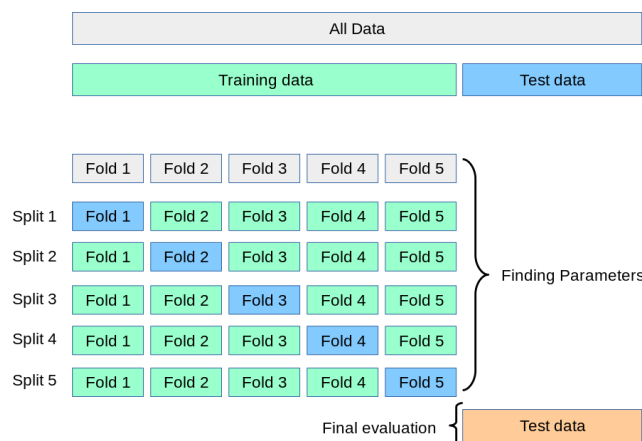 All Data
Training data Test data
Fold 1 Fold 2 Fold 3 Fold 4 Fold 5
Split 1 Fold 1 Fold 2 Fold 3 Fold 4 Fold 5
Split 2 Fold 1 Fold 2 Fold 3 Fold 4 Fold 5
Finding Parameters
Split 3 Fold 1 Fold 2 Fold 3 Fold 4 Fold 5
Split 4 Fold 1 Fold 2 Fold 3 Fold 4 Fold 5
Split 5 Fold 1 Fold 2 Fold 3 Fold 4 Fold 5
Final evaluation Test data